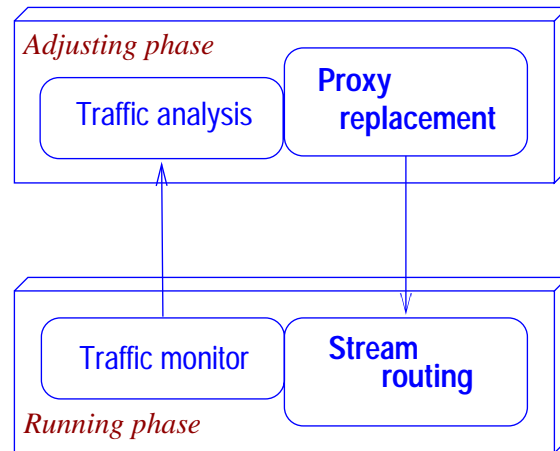 Adjusting phase
Traffic analysis
Proxy
replacement
Traffic monitor
Stream
routing
Running phase